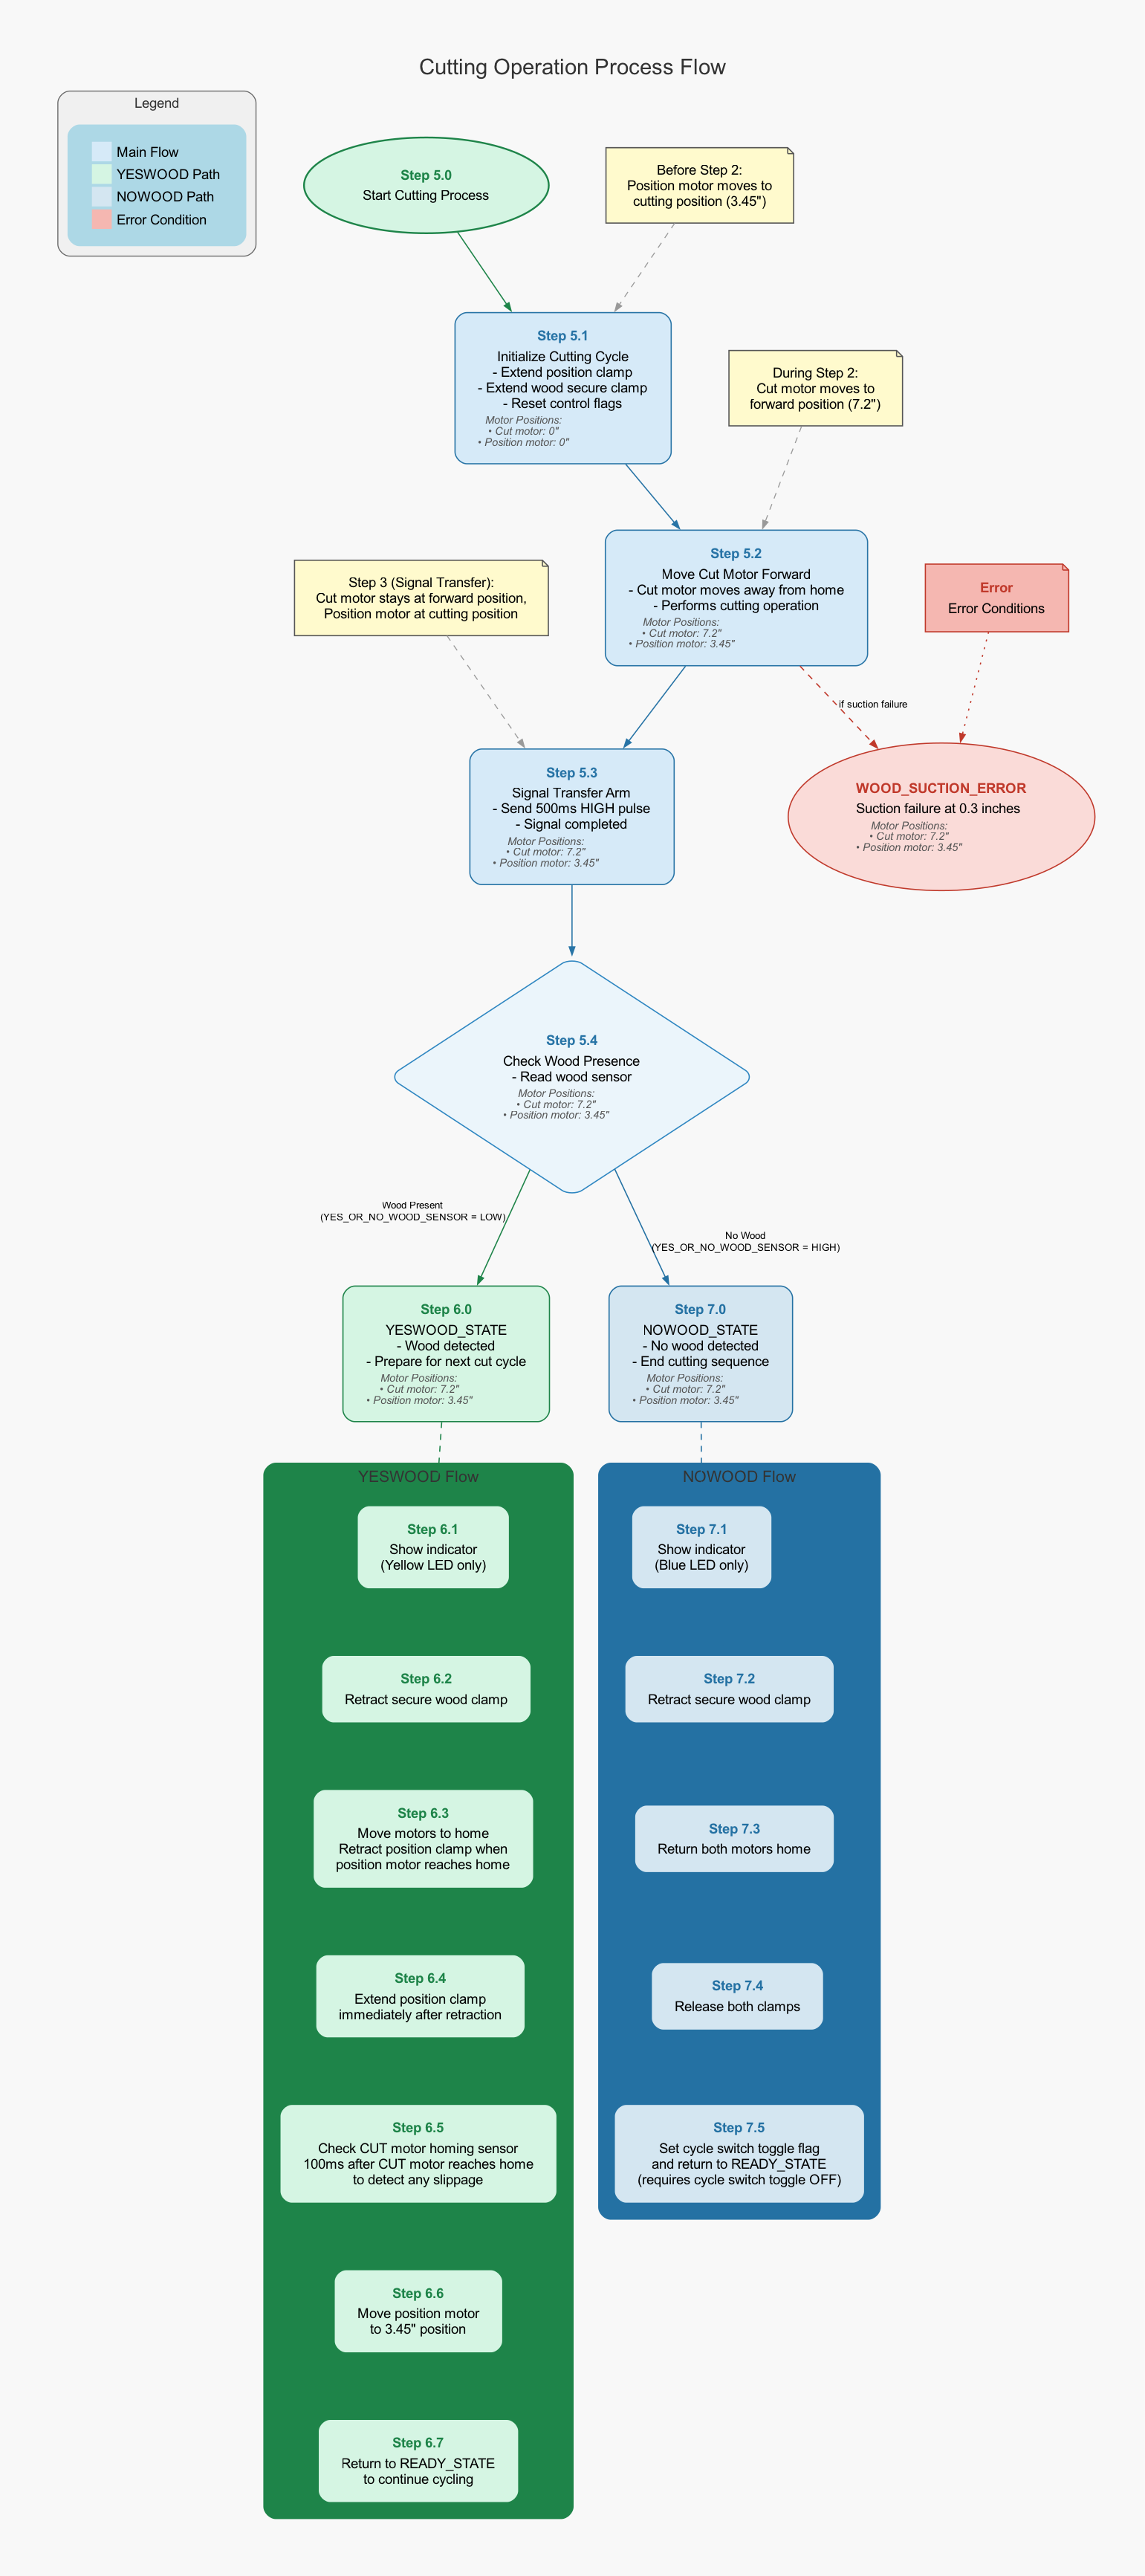 Cutting Operation Process Flow
Legend
Main Flow
YESWOOD Path
NOWOOD Path
Error Condition
Step 5.0
Start Cutting Process
Before Step 2:
Position motor moves to
cutting position (3.45")
Step 5.1
Initialize Cutting Cycle
- Extend position clamp
- Extend wood secure clamp
- Reset control flags
Motor Positions:
• Cut motor: 0"
• Position motor: 0"
During Step 2:
Cut motor moves to
forward position (7.2")
Step 5.2
Move Cut Motor Forward
- Cut motor moves away from home
- Performs cutting operation
Motor Positions:
• Cut motor: 7.2"
• Position motor: 3.45"
Step 3 (Signal Transfer):
Cut motor stays at forward position,
Position motor at cutting position
Error
Error Conditions
if suction failure
Step 5.3
Signal Transfer Arm
- Send 500ms HIGH pulse
- Signal completed
Motor Positions:
• Cut motor: 7.2"
• Position motor: 3.45"
WOOD_SUCTION_ERROR
Suction failure at 0.3 inches
Motor Positions:
• Cut motor: 7.2"
• Position motor: 3.45"
Step 5.4
Check Wood Presence
- Read wood sensor
Motor Positions:
• Cut motor: 7.2"
• Position motor: 3.45"
Wood Present
(YES_OR_NO_WOOD_SENSOR = LOW)
No Wood
(YES_OR_NO_WOOD_SENSOR = HIGH)
Step 6.0
YESWOOD_STATE
- Wood detected
- Prepare for next cut cycle
Motor Positions:
• Cut motor: 7.2"
• Position motor: 3.45"
Step 7.0
NOWOOD_STATE
- No wood detected
- End cutting sequence
Motor Positions:
• Cut motor: 7.2"
• Position motor: 3.45"
YESWOOD Flow
Step 6.1
Show indicator
(Yellow LED only)
Step 6.2
Retract secure wood clamp
Step 6.3
Move motors to home
Retract position clamp when
position motor reaches home
Step 6.4
Extend position clamp
immediately after retraction
Step 6.5
Check CUT motor homing sensor
100ms after CUT motor reaches home
to detect any slippage
Step 6.6
Move position motor
to 3.45" position
Step 6.7
Return to READY_STATE
to continue cycling
NOWOOD Flow
Step 7.1
Show indicator
(Blue LED only)
Step 7.2
Retract secure wood clamp
Step 7.3
Return both motors home
Step 7.4
Release both clamps
Step 7.5
Set cycle switch toggle flag
and return to READY_STATE
(requires cycle switch toggle OFF)